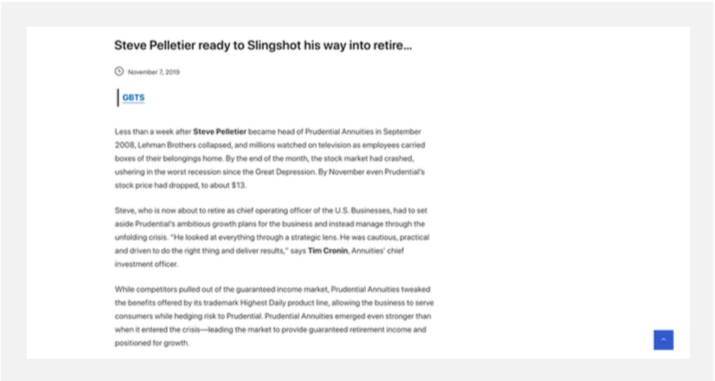 Steve Pelletier ready to Slingshot his way into retire...
November 7, 2019
GBTS
Less than a week after Steve Pelletier became head of Prudential Annuities in September
2008, Lehman Brothers collapsed, and millions watched on television as employees carried
boxes of their belongings home. By the end of the month, the stock market had crashed,
ushering in the worst recession since the Great Depression. By November even Prudential's
stock price had dropped, to about $13.
Steve, who is now about to retire as chief operating officer of the U.S. Businesses, had to set
aside Prudential's ambitious growth plans for the business and instead manage through the
unfolding crisis. "He looked at everything through a strategic lens. He was cautious, practical
and driven to do the right thing and deliver results," says Tim Cronin, Annuities' chief
investment officer.
While competitors pulled out of the guaranteed income market, Prudential Annuities tweaked
the benefits offered by its trademark Highest Daily product line, allowing the business to serve
consumers while hedging risk to Prudential. Prudential Annuities emerged even stronger than
when it entered the crisis—leading the market to provide guaranteed retirement income and
positioned for growth.